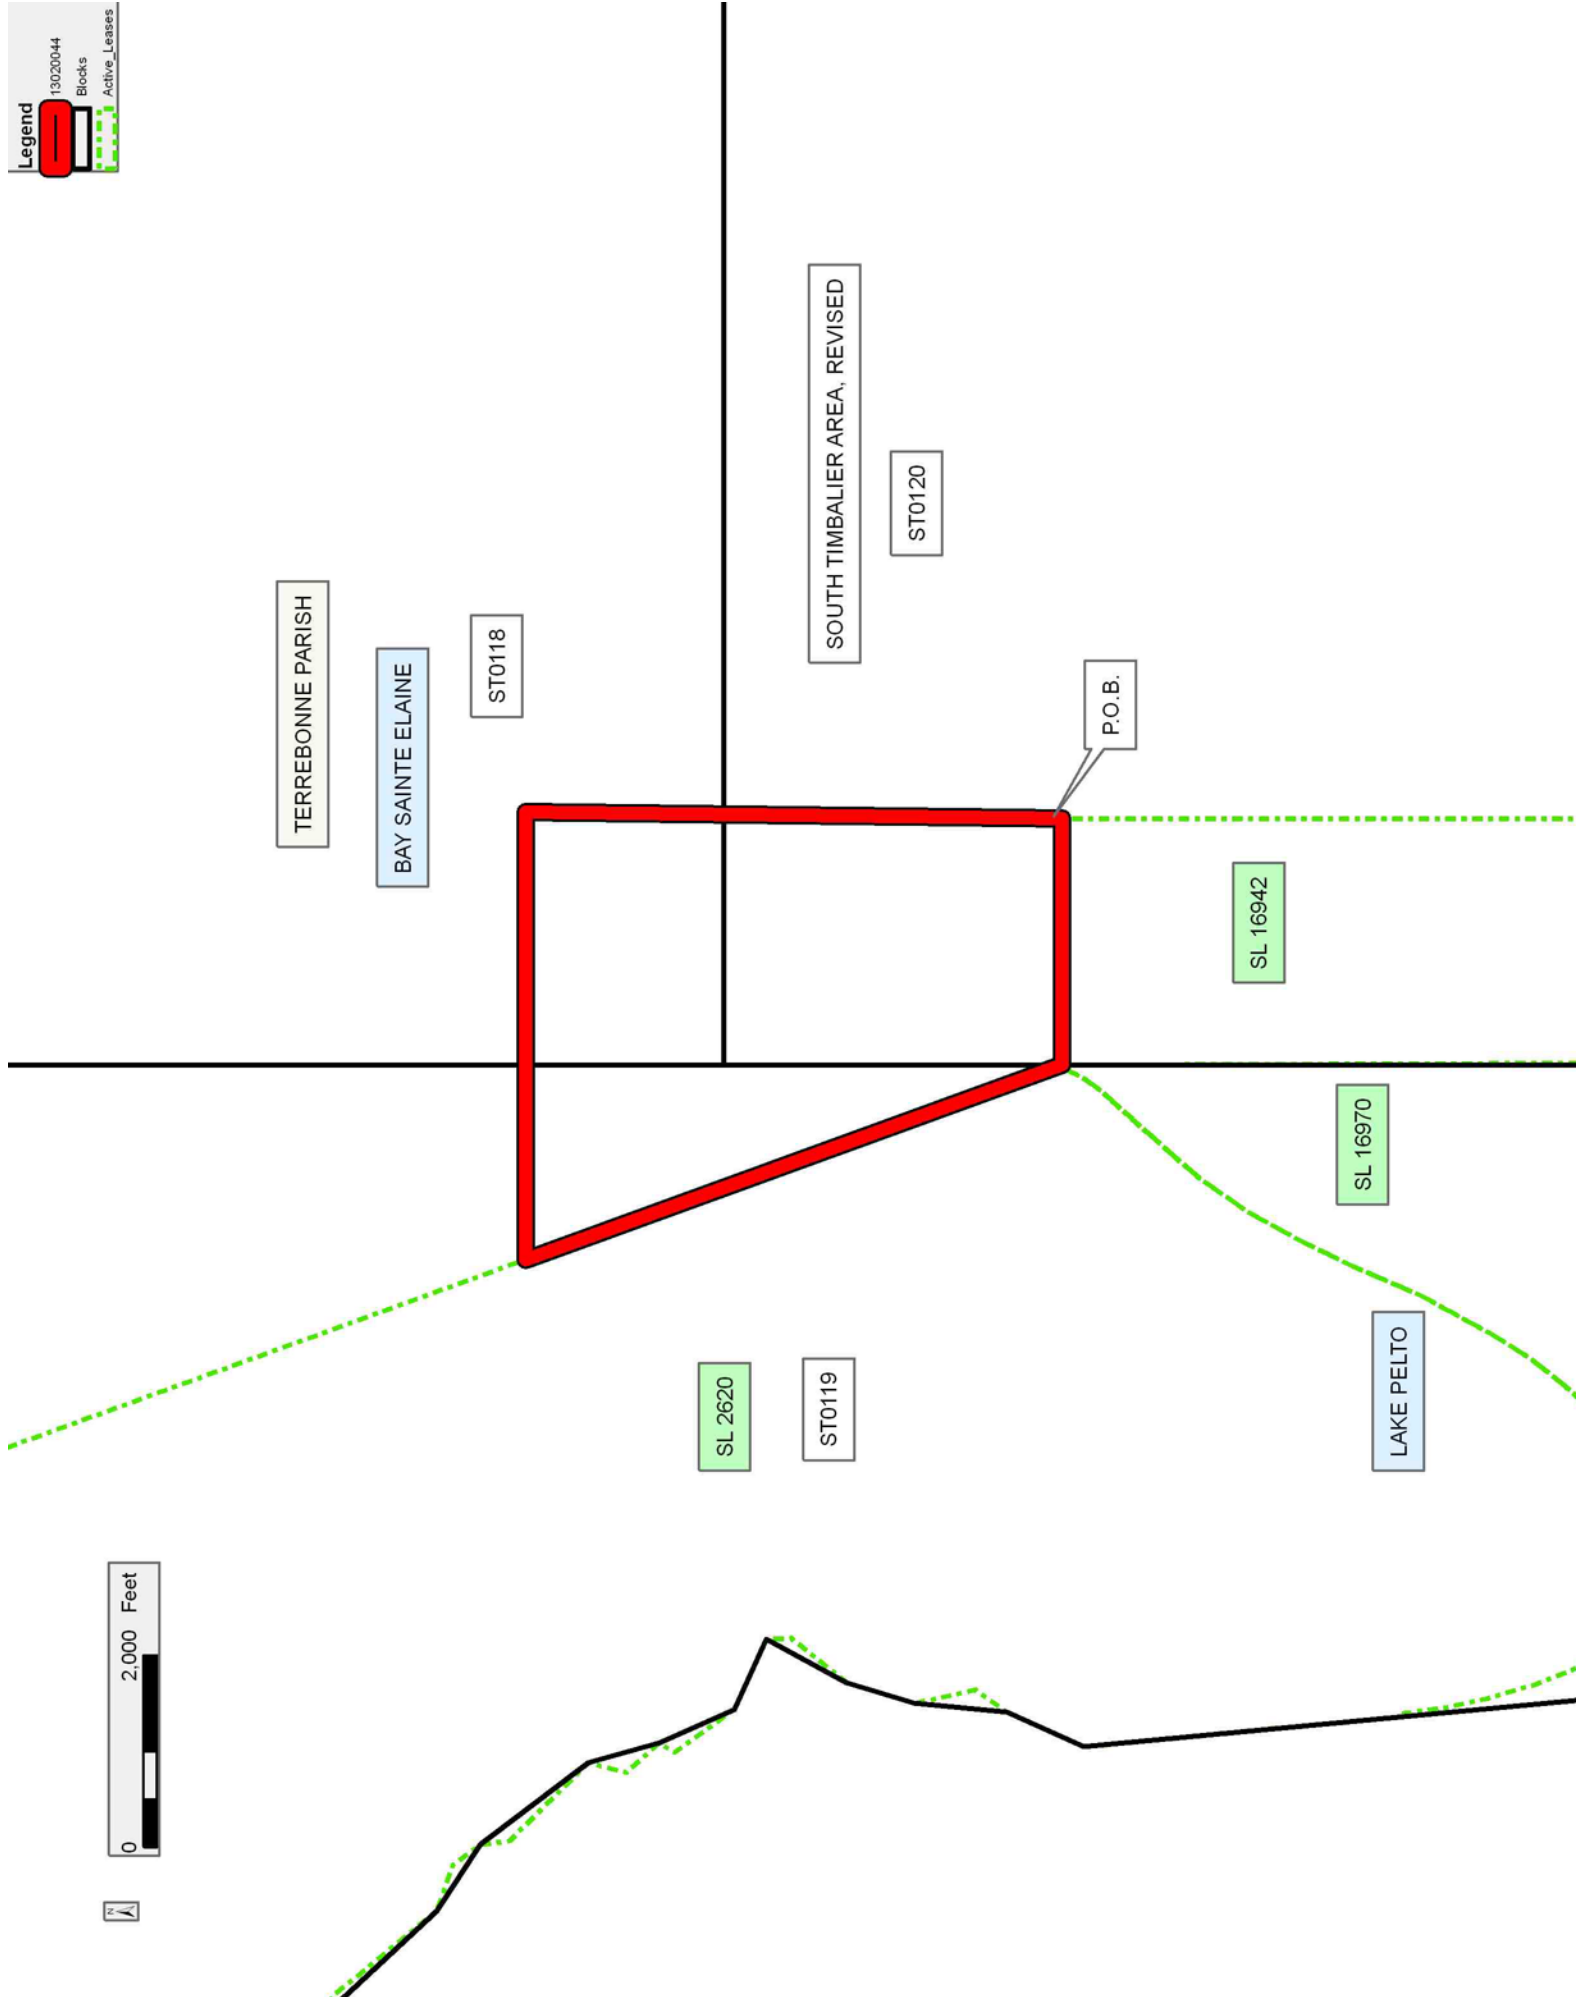 Legend
13020044
Blocks
Active_Leases
TERREBONNE PARISH
BAY SAINTE ELAINE
ST0118
SOUTH TIMBALIER AREA, REVISED
ST0120
P.O.B.
SL 16942
SL 16970
SL 2620
ST0119
LAKE PELTO
0 2,000 Feet
N